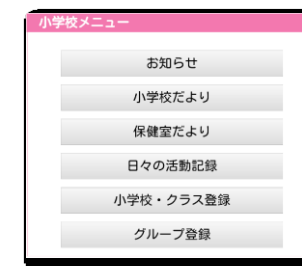 小学校メニュー
お知らせ
小学校だより
保健室だより
日々の活動記録
小学校・クラス登録
グループ登録